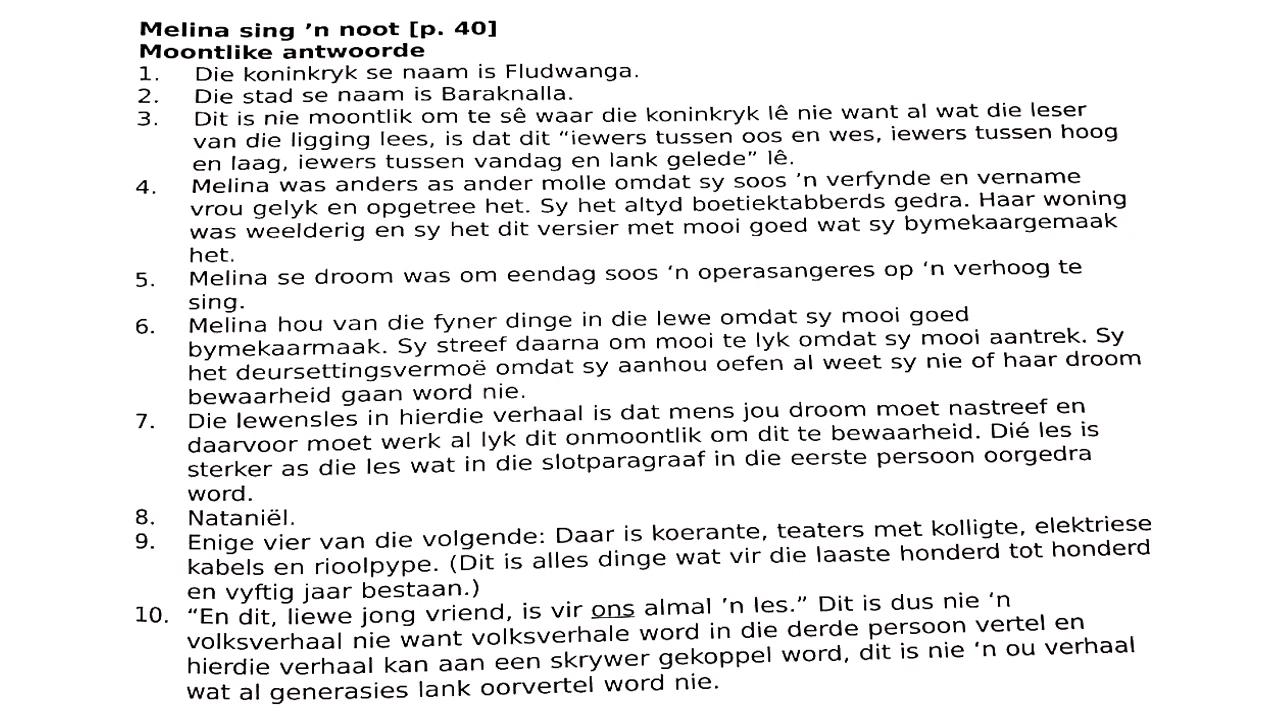 Melina sing ’n noot [p. 40]
Moontlike antwoorde
1. Die koninkryk se naam is Fludwanga.
2. Die stad se naam is Baraknalla.
3. Dit is nie moontlik om te sê waar die koninkryk lê nie want al wat die leser
van die ligging lees, is dat dit “iewers tussen oos en wes, iewers tussen hoog
en laag, iewers tussen vandag en lank gelede” lê.
4. Melina was anders as ander molle omdat sy soos ’n verfynde en vername
vrou gelyk en opgetree het. Sy het altyd boetiektabberds gedra. Haar woning
was weelderig en sy het dit versier met mooi goed wat sy bymekaargemaak
het.
5. Melina se droom was om eendag soos ‘n operasangeres op ‘n verhoog te
sing.
6. Melina hou van die fyner dinge in die lewe omdat sy mooi goed
bymekaarmaak. Sy streef daarna om mooi te lyk omdat sy mooi aantrek. Sy
het deursettingsvermoë omdat sy aanhou oefen al weet sy nie of haar droom
bewaarheid gaan word nie.
7. Die lewensles in hierdie verhaal is dat mens jou droom moet nastreef en
daarvoor moet werk al lyk dit onmoontlik om dit te bewaarheid. Dié les is
sterker as die les wat in die slotparagraaf in die eerste persoon oorgedra
word.
8. Nataniël.
9. Enige vier van die volgende: Daar is koerante, teaters met kolligte, elektriese
kabels en rioolpype. (Dit is alles dinge wat vir die laaste honderd tot honderd
en vyftig jaar bestaan.)
10. “En dit, liewe jong vriend, is vir ons almal ’n les.” Dit is dus nie ‘n
volksverhaal nie want volksverhale word in die derde persoon vertel en
hierdie verhaal kan aan een skrywer gekoppel word, dit is nie ‘n ou verhaal
wat al generasies lank oorvertel word nie.